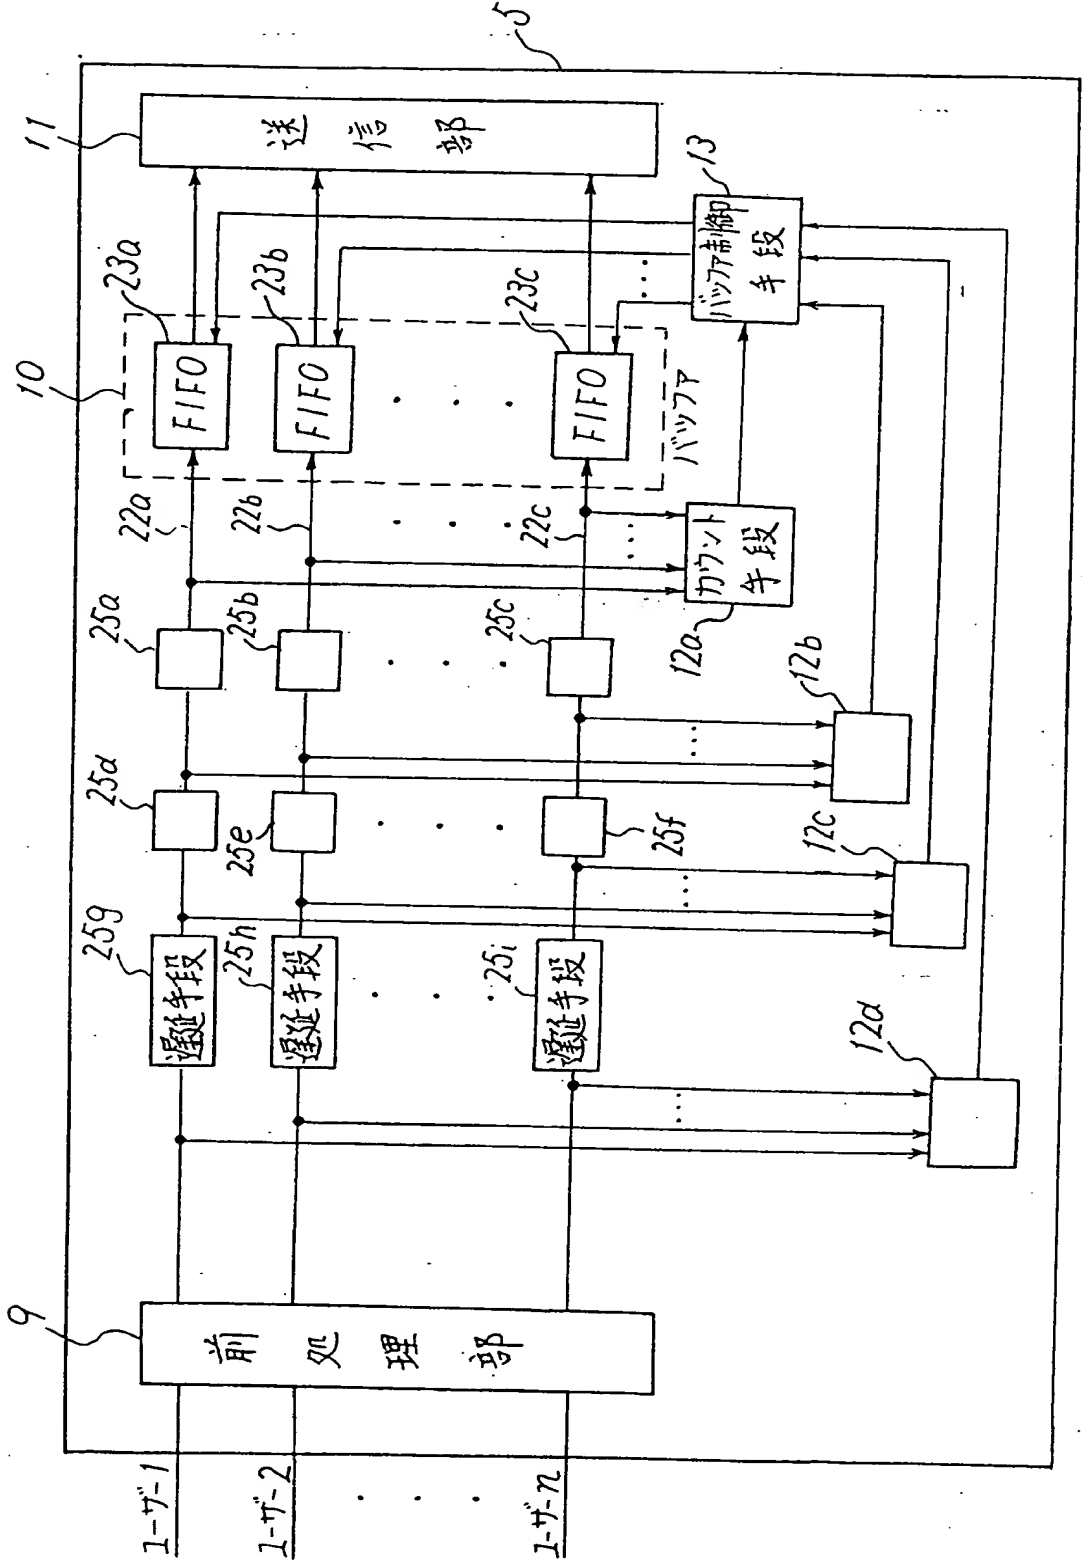 5
11
送信部
13
バッファ制御
手段
23a
23b
23c
10
FIFO
FIFO
FIFO
バッファ
22a
22b
22c
カウント
手段
12a
25a
25b
25c
12b
25d
25e
25f
12c
25g
25h
25i
遅延手段
遅延手段
遅延手段
12d
9
前処理部
ユーザー1
ユーザー2
ユーザーn